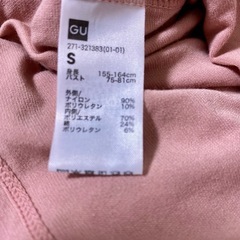 GU
271-321383(01-01)
S
身長 155-164cm
バスト 75-81cm
外側/
ナイロン 90%
ポリウレタン 10%
内側/
ポリエステル 70%
綿 24%
ポリウレタン 6%